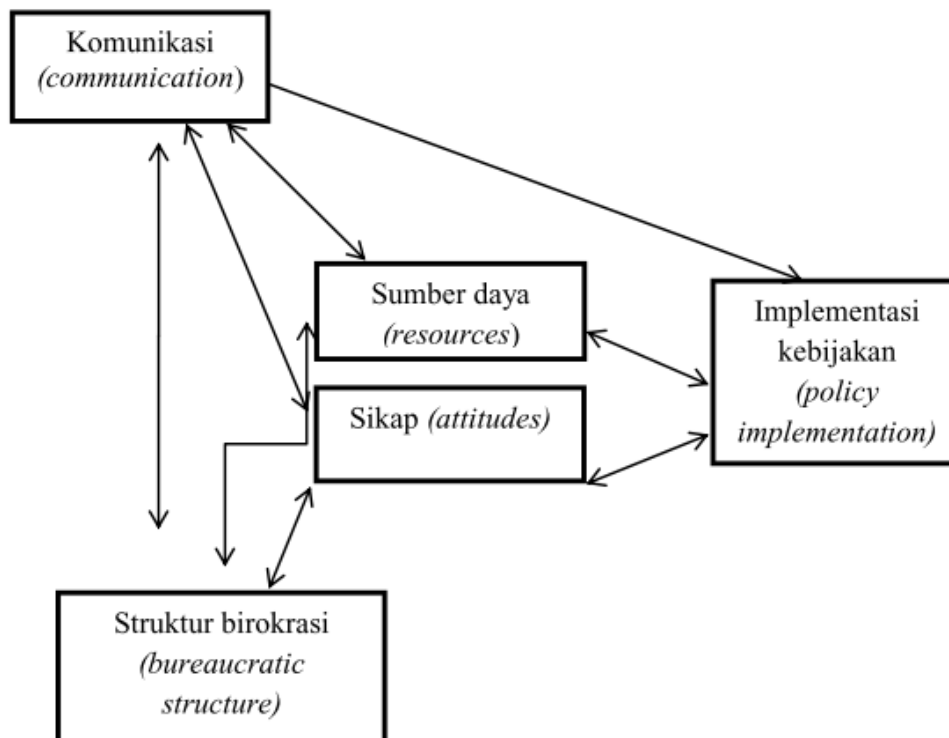 Komunikasi
(communication)
Sumber daya
(resources)
Sikap (attitudes)
Implementasi
kebijakan
(policy
implementation)
Struktur birokrasi
(bureaucratic
structure)